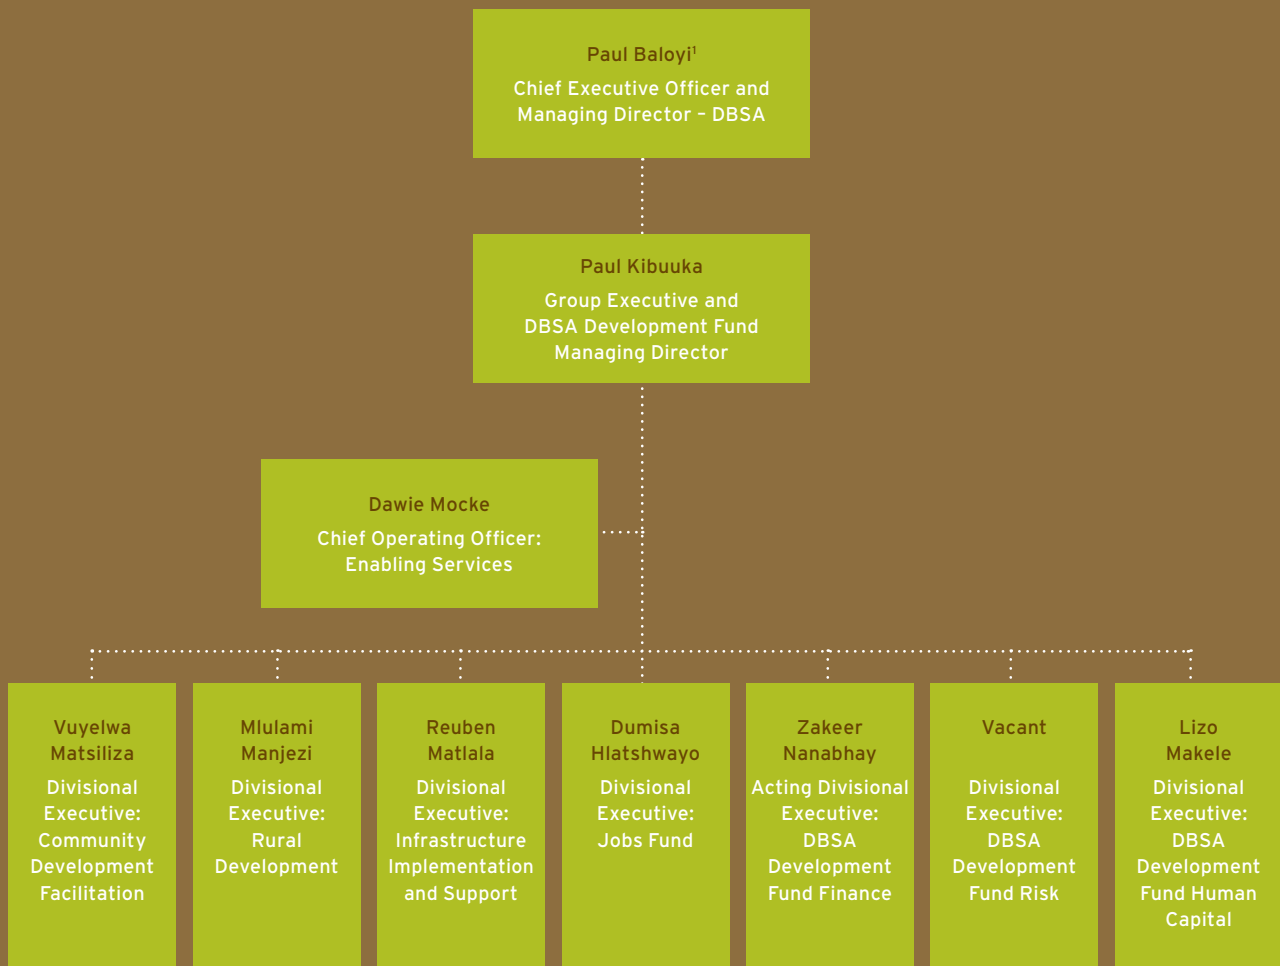 Paul Baloyi¹
Chief Executive Officer and
Managing Director – DBSA
Paul Kibuuka
Group Executive and
DBSA Development Fund
Managing Director
Dawie Mocke
Chief Operating Officer:
Enabling Services
Vuyelwa
Matsiliza
Divisional
Executive:
Community
Development
Facilitation
Mlulami
Manjezi
Divisional
Executive:
Rural
Development
Reuben
Matlala
Divisional
Executive:
Infrastructure
Implementation
and Support
Dumisa
Hlatshwayo
Divisional
Executive:
Jobs Fund
Zakeer
Nanabhay
Acting Divisional
Executive:
DBSA
Development
Fund Finance
Vacant
Divisional
Executive:
DBSA
Development
Fund Risk
Lizo
Makele
Divisional
Executive:
DBSA
Development
Fund Human
Capital